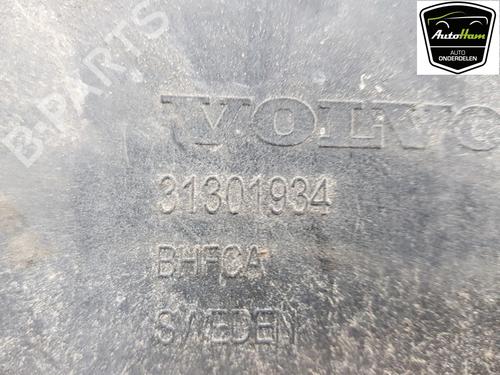 AutoHam
AUTO
ONDERDELEN
B-PARTS
VOLVO
31301934
BHFCA
SWEDEN